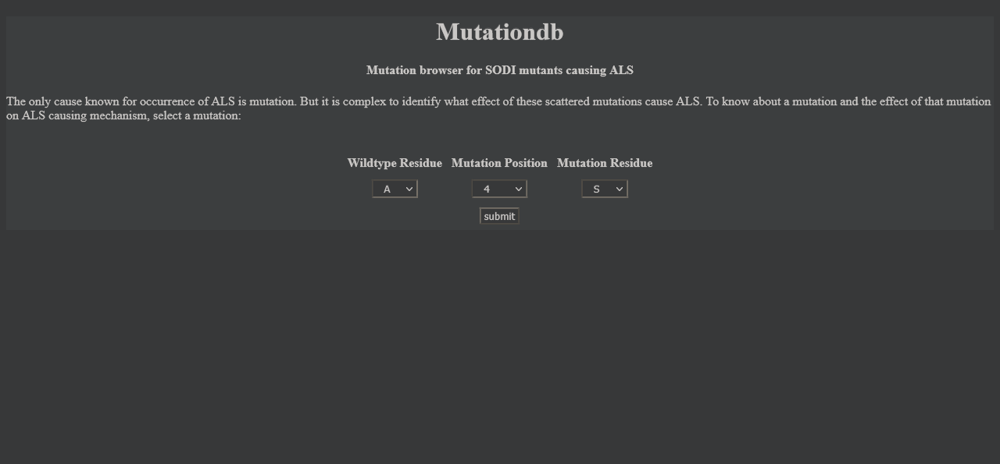 Mutationdb
Mutation browser for SODI mutants causing ALS
The only cause known for occurrence of ALS is mutation. But it is complex to identify what effect of these scattered mutations cause ALS. To know about a mutation and the effect of that mutation
on ALS causing mechanism, select a mutation:
Wildtype Residue Mutation Position Mutation Residue
A 4 S
submit